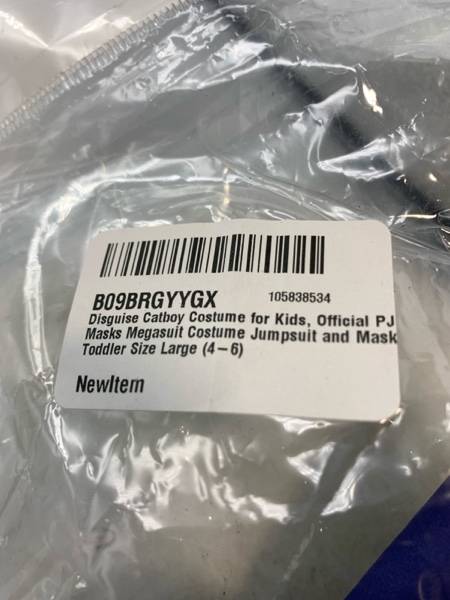 B09BRGYYGX 105838534
Disguise Catboy Costume for Kids, Official PJ
Masks Megasuit Costume Jumpsuit and Mask
Toddler Size Large (4–6)
NewItem